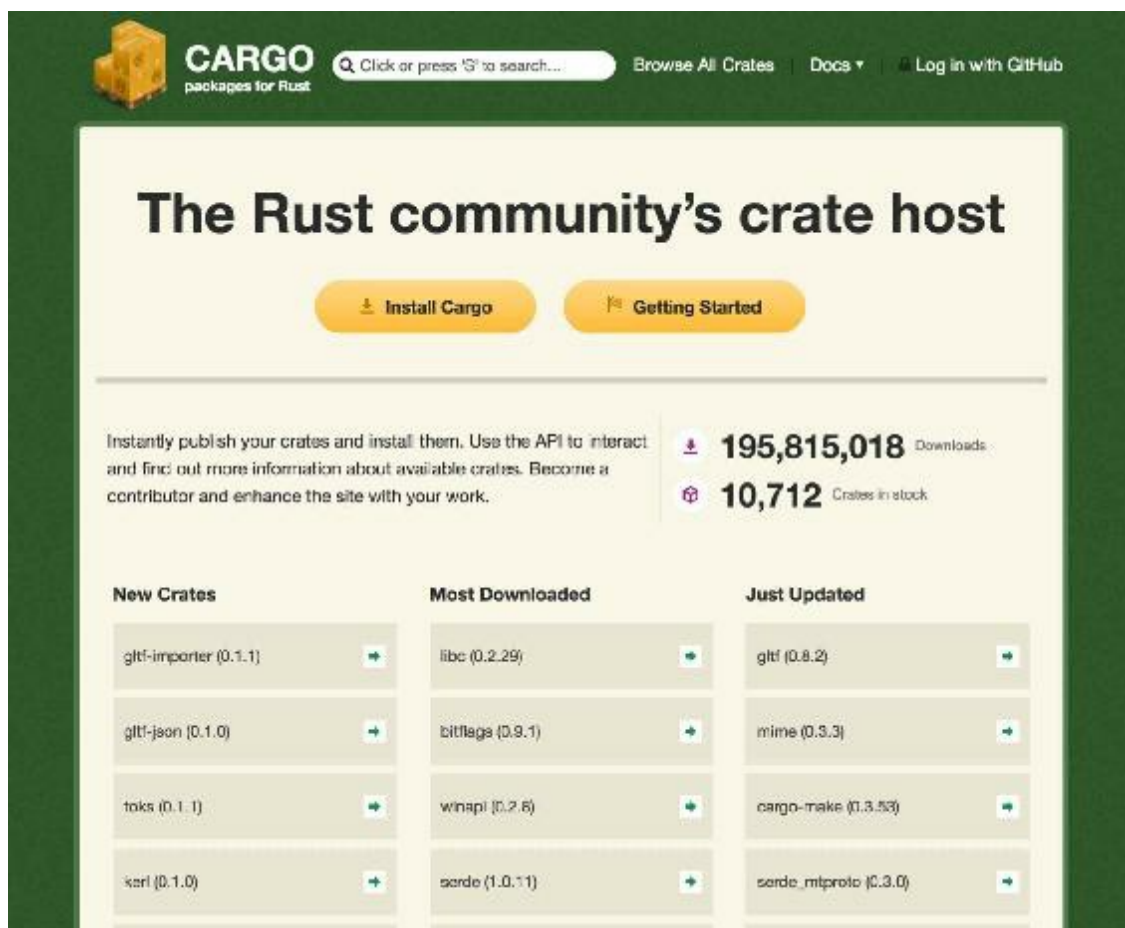 CARGO
packages for Rust
Click or press 'S' to search...
Browse All Crates
Docs ▾
Log in with GitHub
The Rust community's crate host
Install Cargo
Getting Started
Instantly publish your crates and install them. Use the API to interact
and find out more information about available crates. Become a
contributor and enhance the site with your work.
195,815,018 Downloads
10,712 Crates in stock
New Crates
gltf-importer (0.1.1)
gltf-json (0.1.0)
toks (0.1.1)
kerl (0.1.0)
Most Downloaded
libc (0.2.29)
bitflags (0.9.1)
winapi (0.2.8)
serde (1.0.11)
Just Updated
gltf (0.8.2)
mime (0.3.3)
cargo-make (0.3.53)
serde_mtproto (0.3.0)